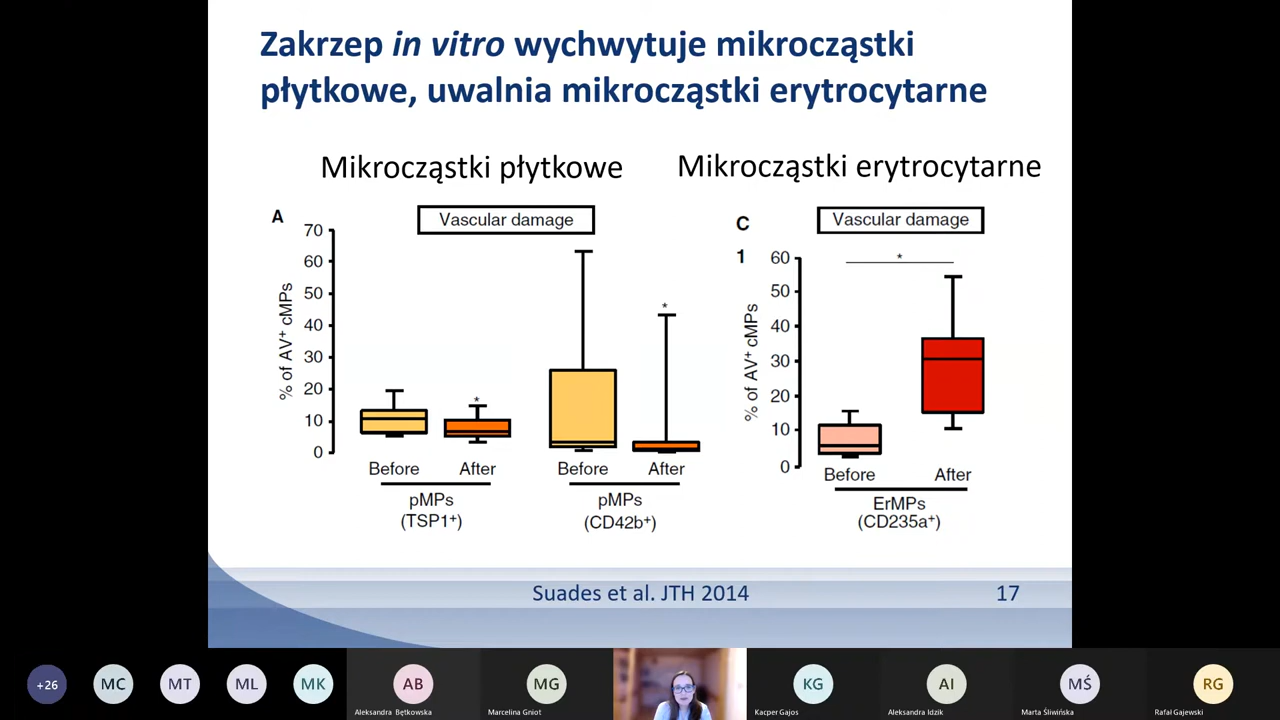 Zakrzep in vitro wychwytuje mikrocząstki
płytkowe, uwalnia mikrocząstki erytrocytarne
Mikrocząstki płytkowe
Mikrocząstki erytrocytarne
A
Vascular damage
% of AV⁺ cMPs
70
60
50
40
30
20
10
0
*
*
Before
After
Before
After
pMPs
(TSP1⁺)
pMPs
(CD42b⁺)
C
1
Vascular damage
% of AV⁺ cMPs
60
50
40
30
20
10
0
*
Before
After
ErMPs
(CD235a⁺)
Suades et al. JTH 2014
17
+26
MC
MT
ML
MK
AB
Aleksandra Bętkowska
MG
Marcelina Gniot
KG
Kacper Gajos
AI
Aleksandra Idzik
MŚ
Marta Śliwińska
RG
Rafał Gajewski